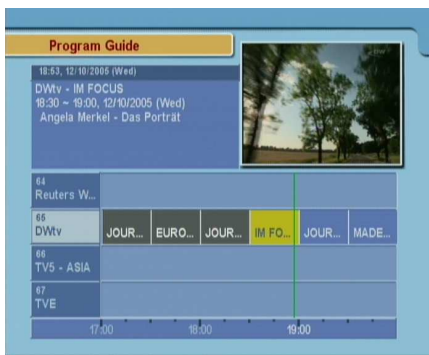 Program Guide
18:53, 12/10/2005 (Wed)
DWtv - IM FOCUS
18:30 ~ 19:00, 12/10/2005 (Wed)
Angela Merkel - Das Porträt
64
Reuters W...
65
DWtv
JOUR... EURO... JOUR... IM FO... JOUR... MADE...
66
TV5 - ASIA
67
TVE
17:00 18:00 19:00